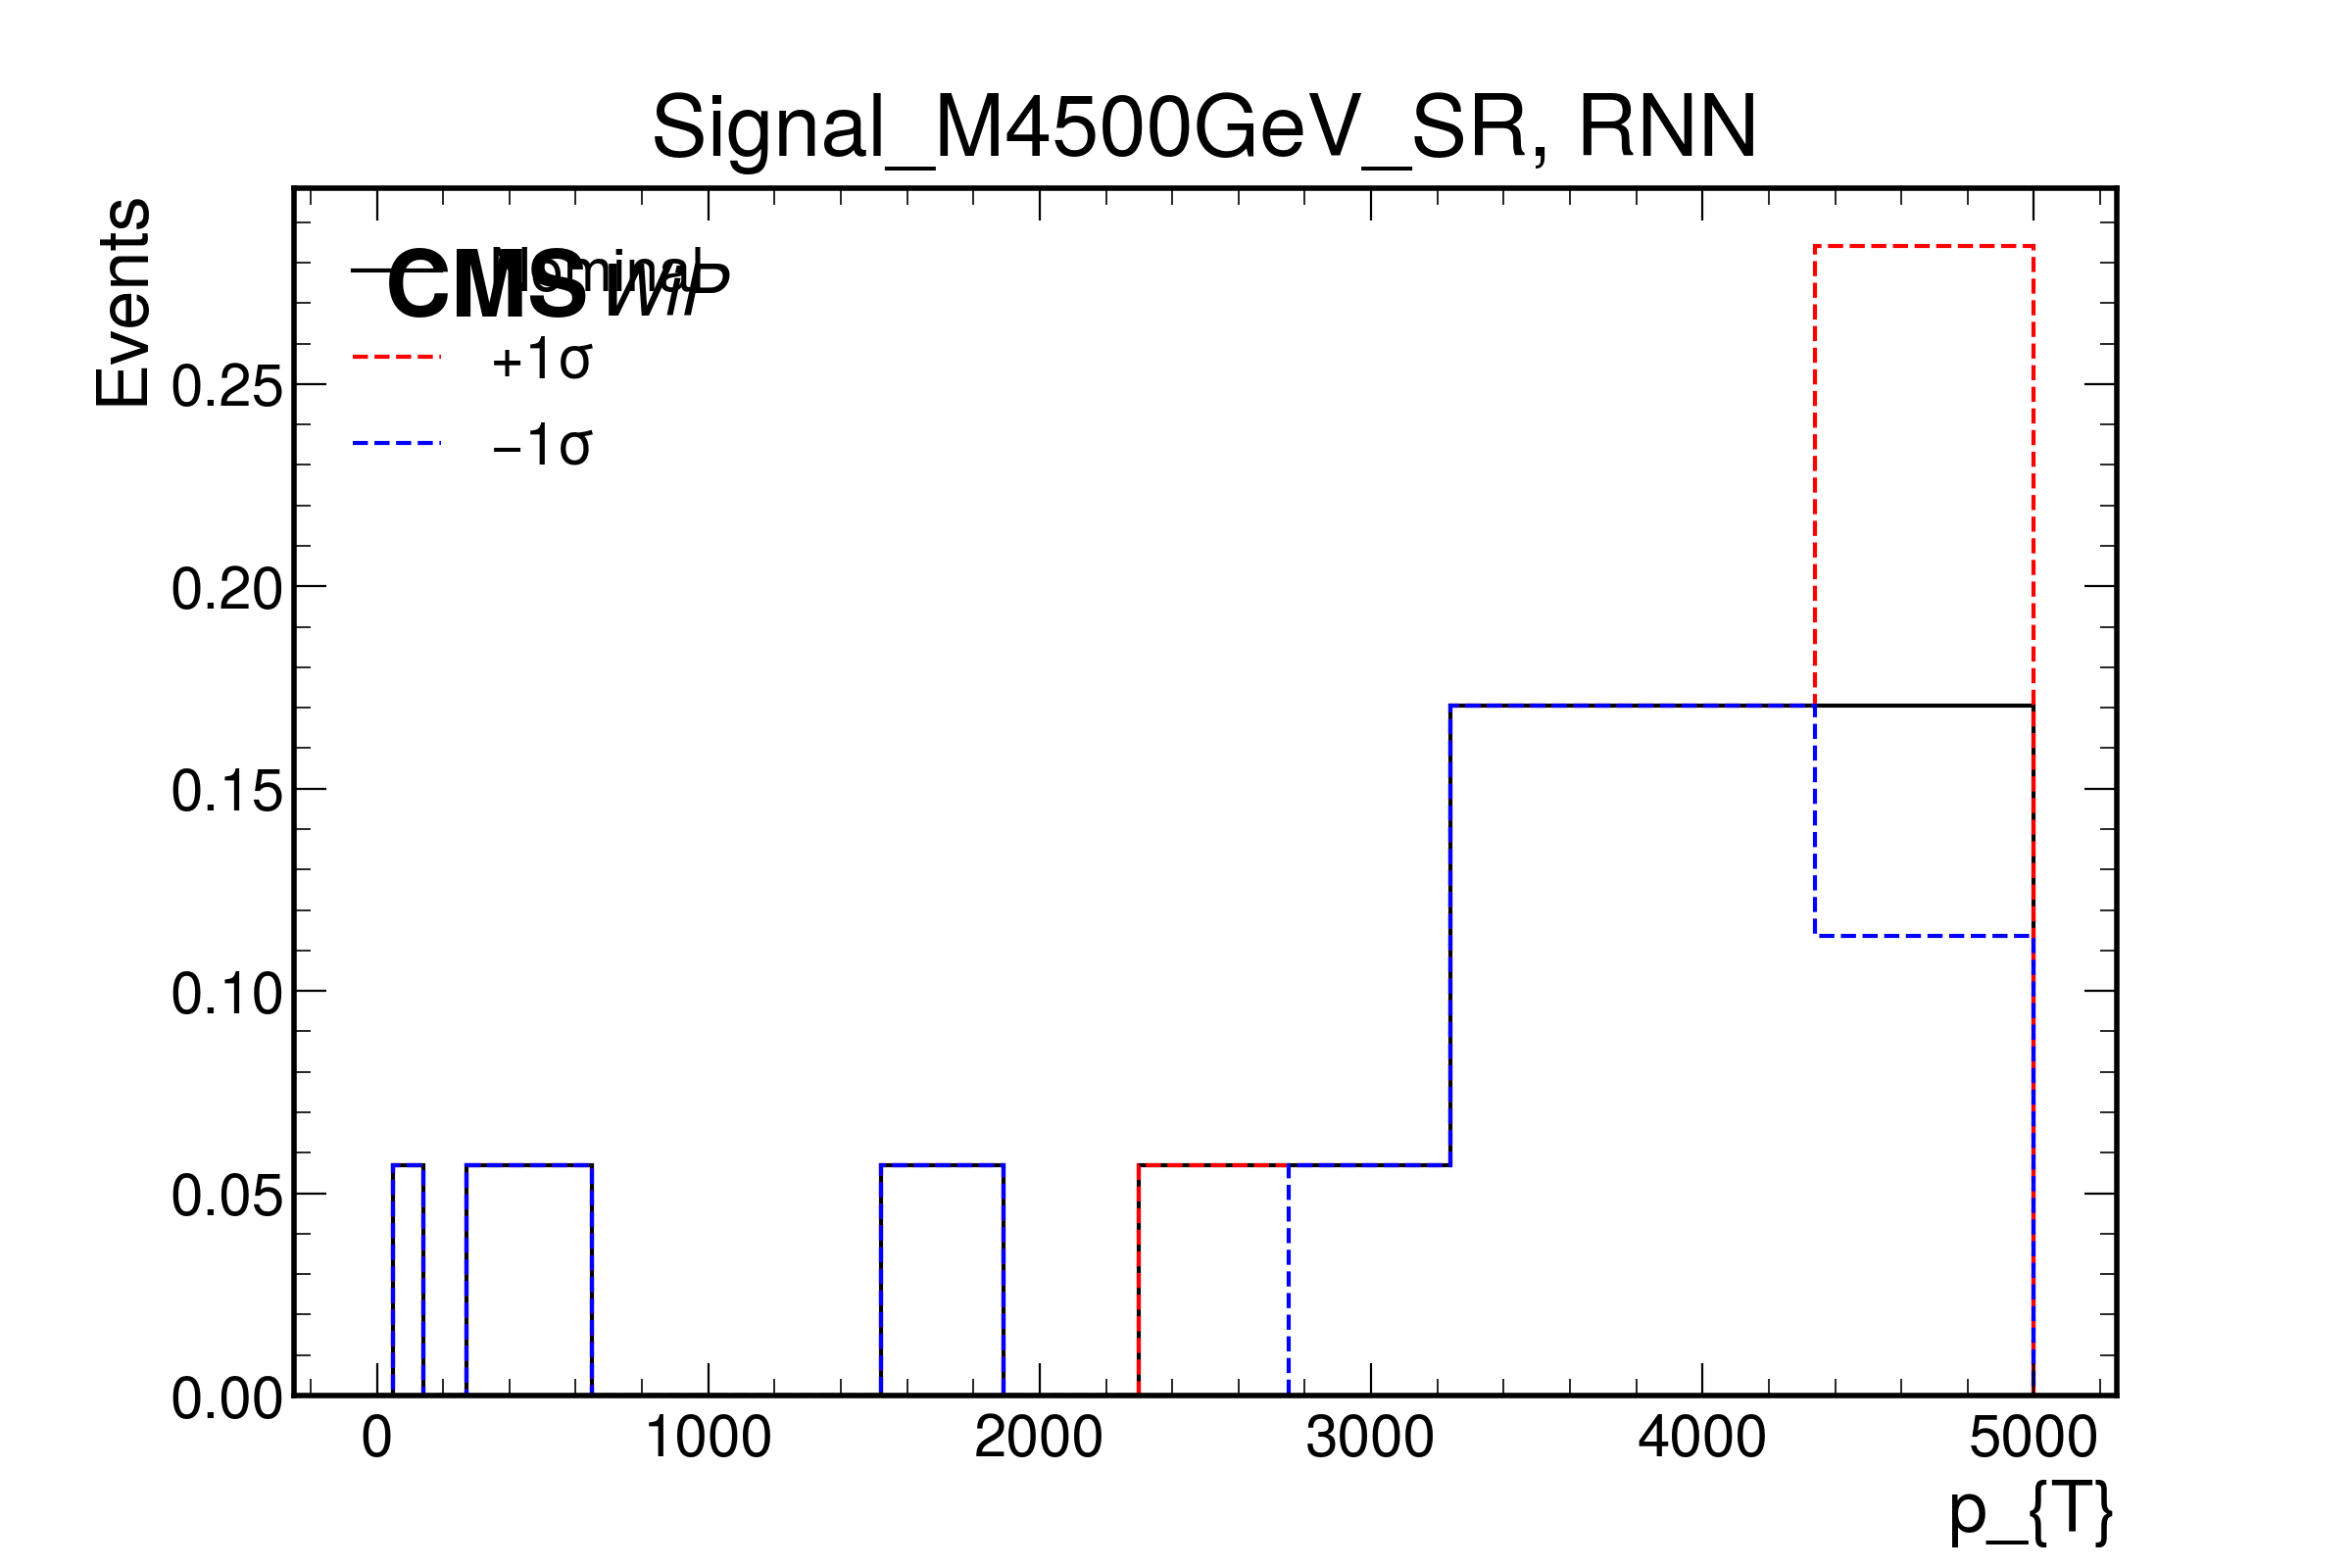 Signal_M4500GeV_SR, RNN
Events
CMS WiP
Nominal
+1σ
−1σ
0.25
0.20
0.15
0.10
0.05
0.00
0 1000 2000 3000 4000 5000
p_{T}